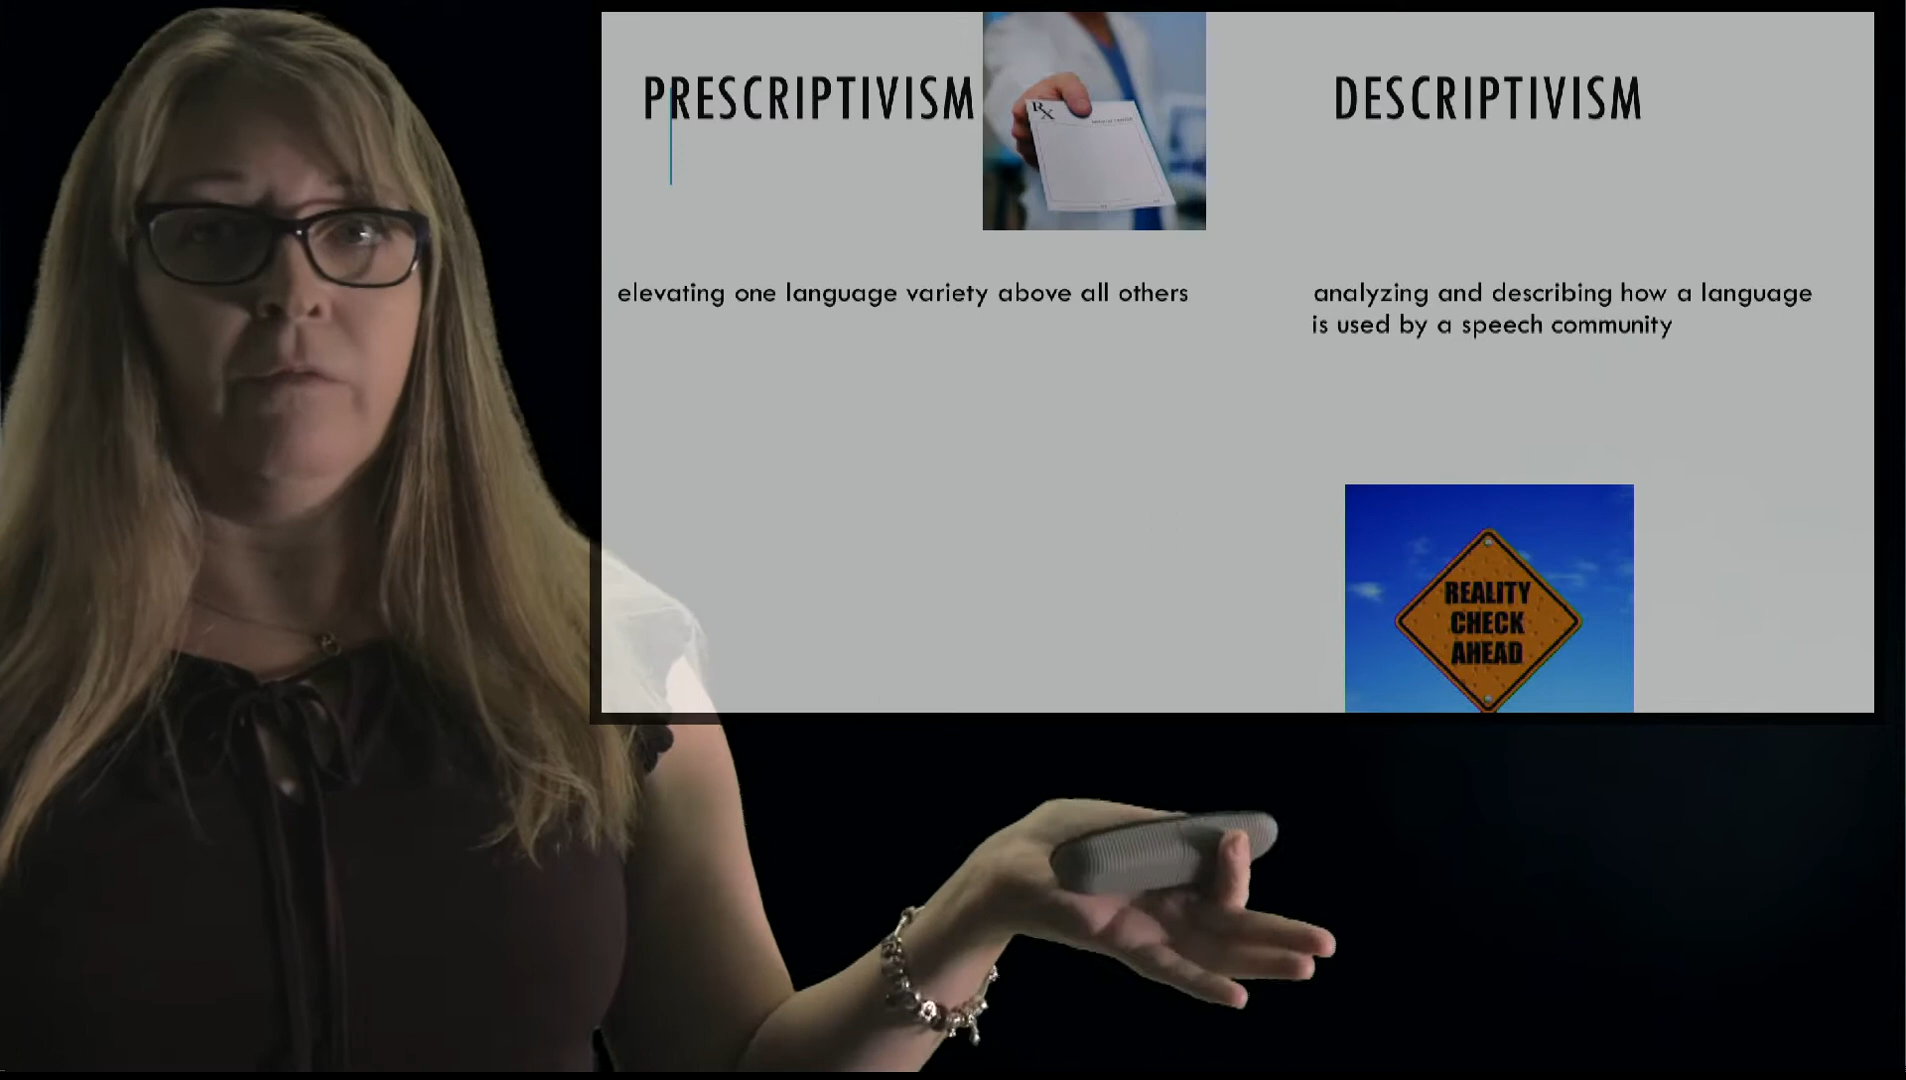 PRESCRIPTIVISM
RX
DESCRIPTIVISM
elevating one language variety above all others
analyzing and describing how a language
is used by a speech community
REALITY
CHECK
AHEAD